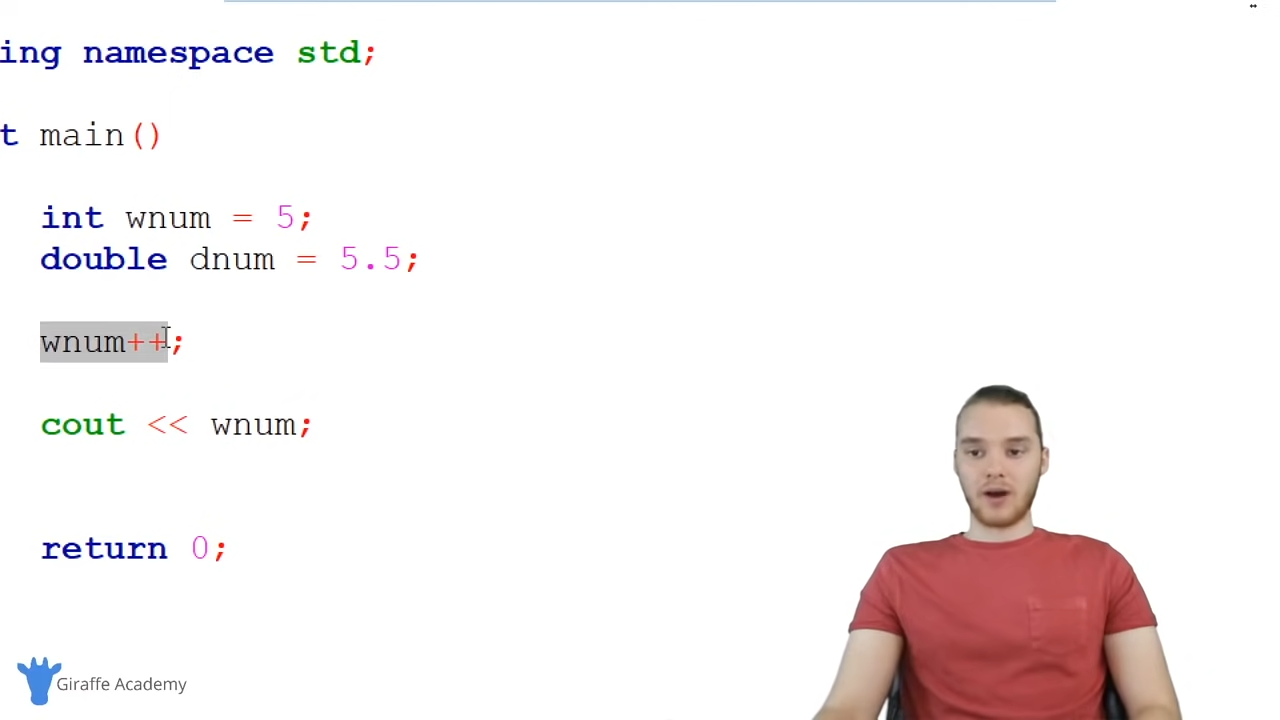 ing namespace std;
t main()
int wnum = 5;
double dnum = 5.5;
wnum++;
cout << wnum;
return 0;
Giraffe Academy